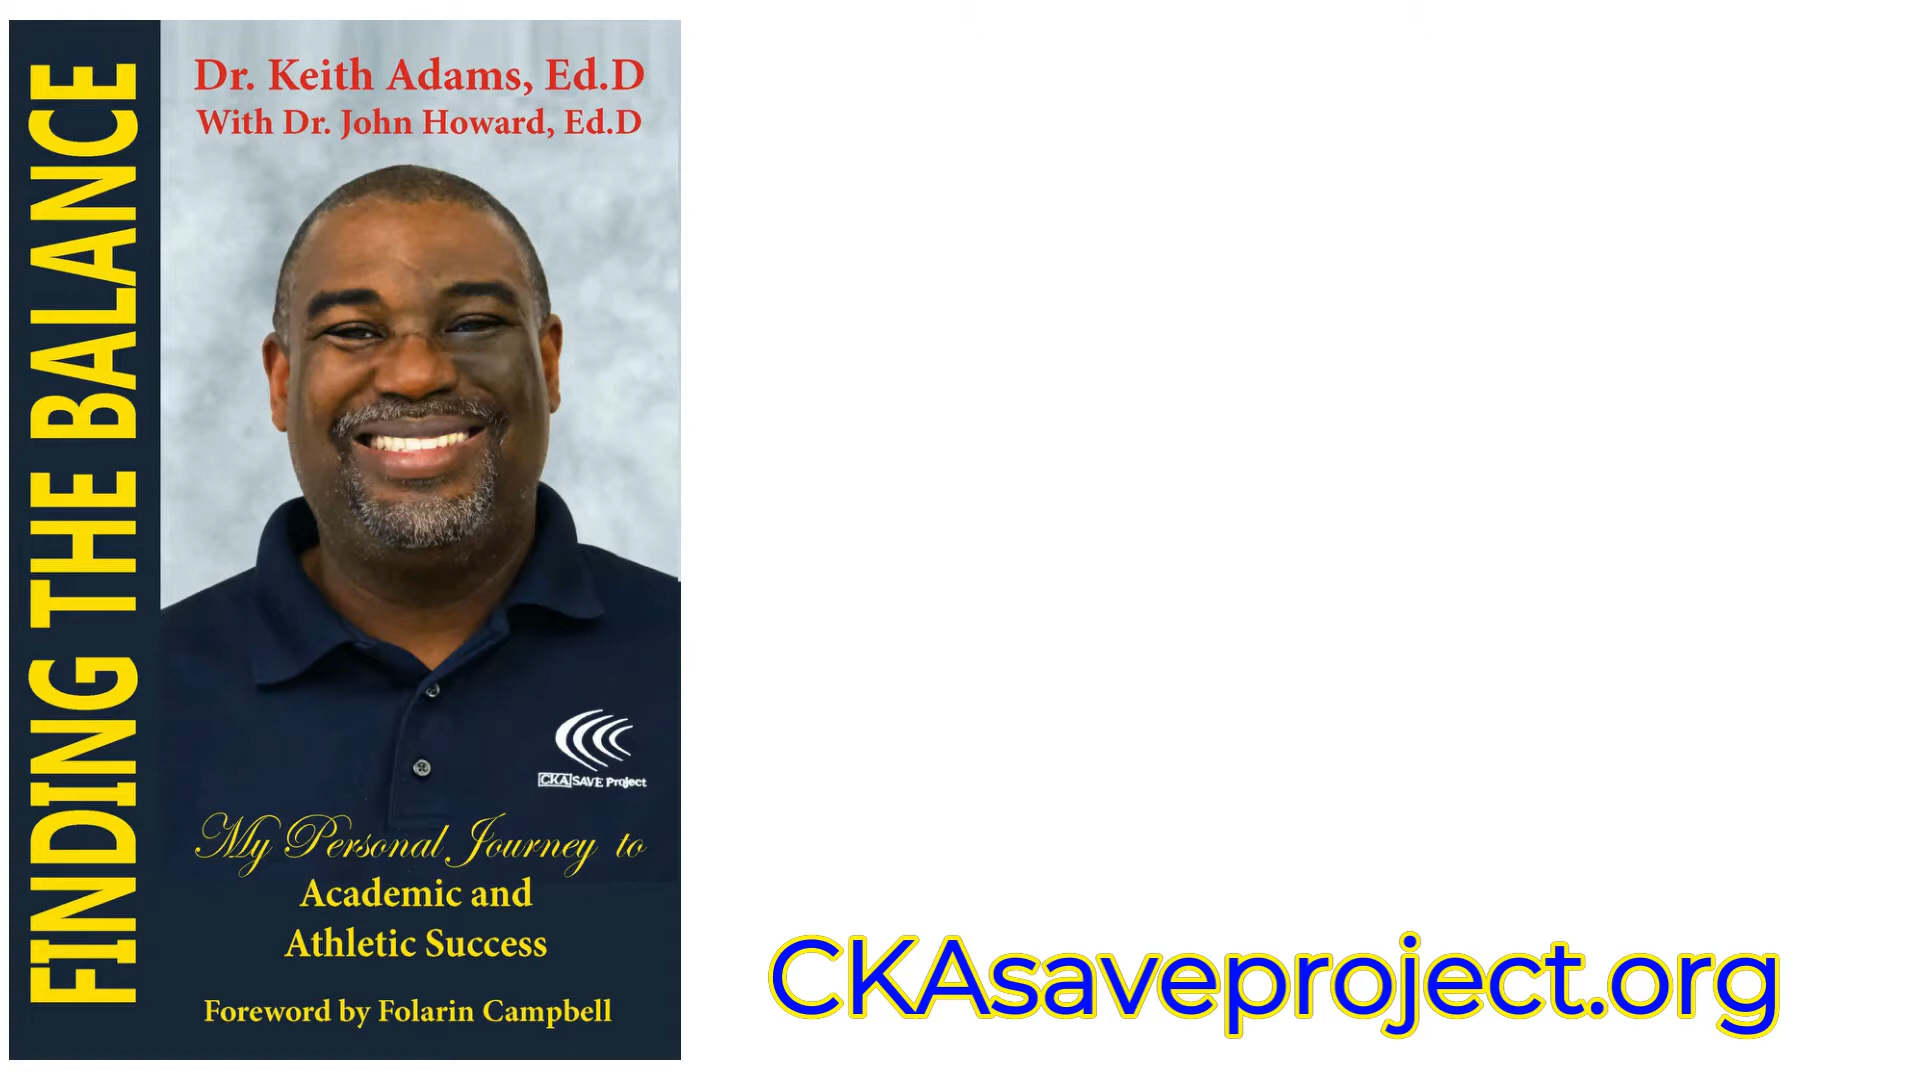 FINDING THE BALANCE
Dr. Keith Adams, Ed.D
With Dr. John Howard, Ed.D
CKA SAVE Project
My Personal Journey to
Academic and
Athletic Success
Foreword by Folarin Campbell
CKAsaveproject.org